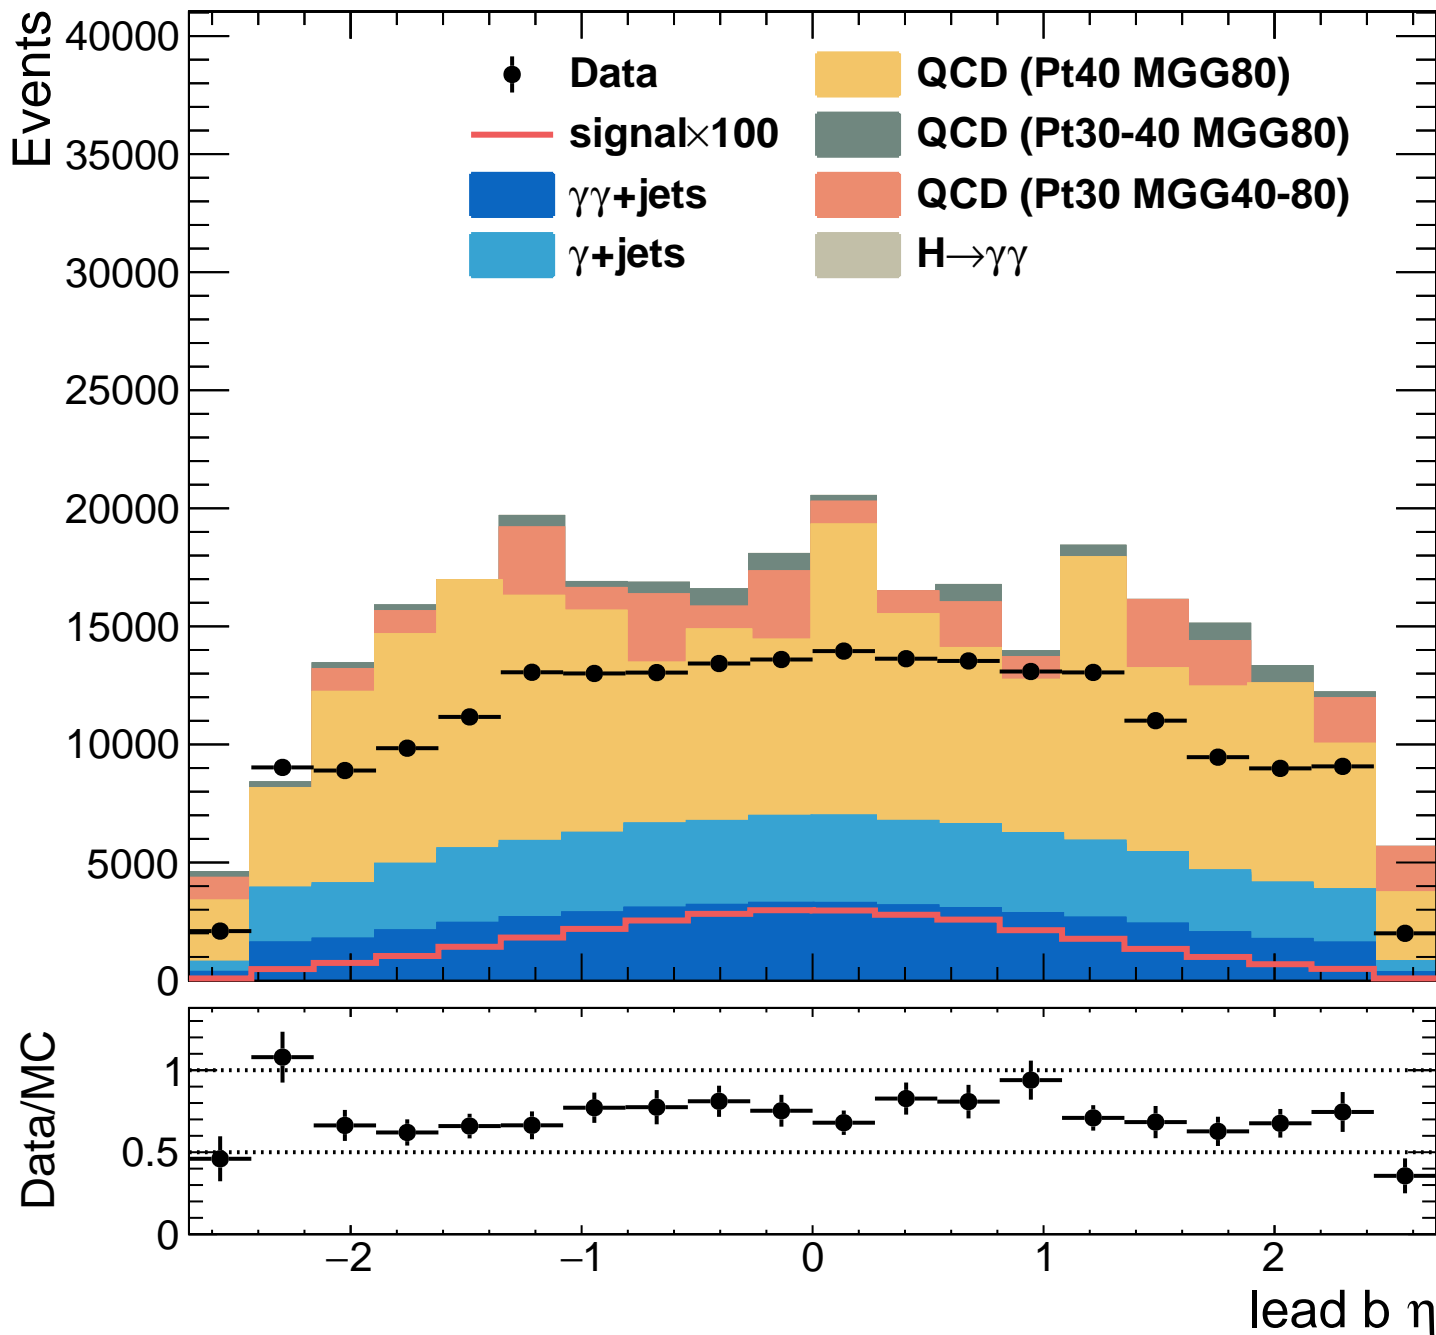 Events
40000
35000
30000
25000
20000
15000
10000
5000
0
Data
signal×100
γγ+jets
γ+jets
QCD (Pt40 MGG80)
QCD (Pt30-40 MGG80)
QCD (Pt30 MGG40-80)
H→γγ
Data/MC
1
0.5
0
−2 −1 0 1 2
lead b η